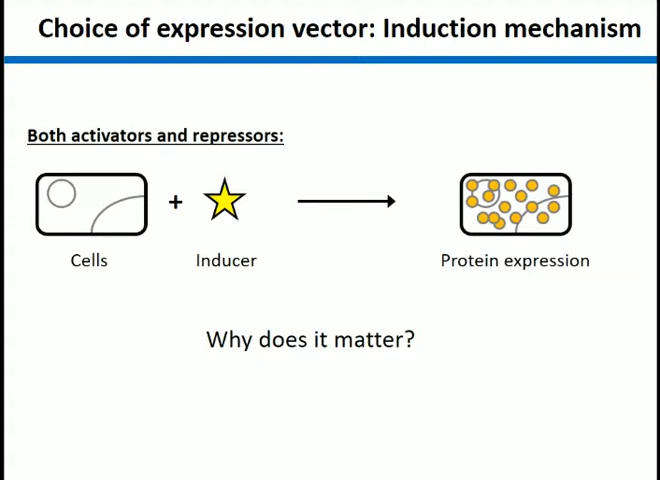 Choice of expression vector: Induction mechanism
Both activators and repressors:
+
Cells
Inducer
Protein expression
Why does it matter?